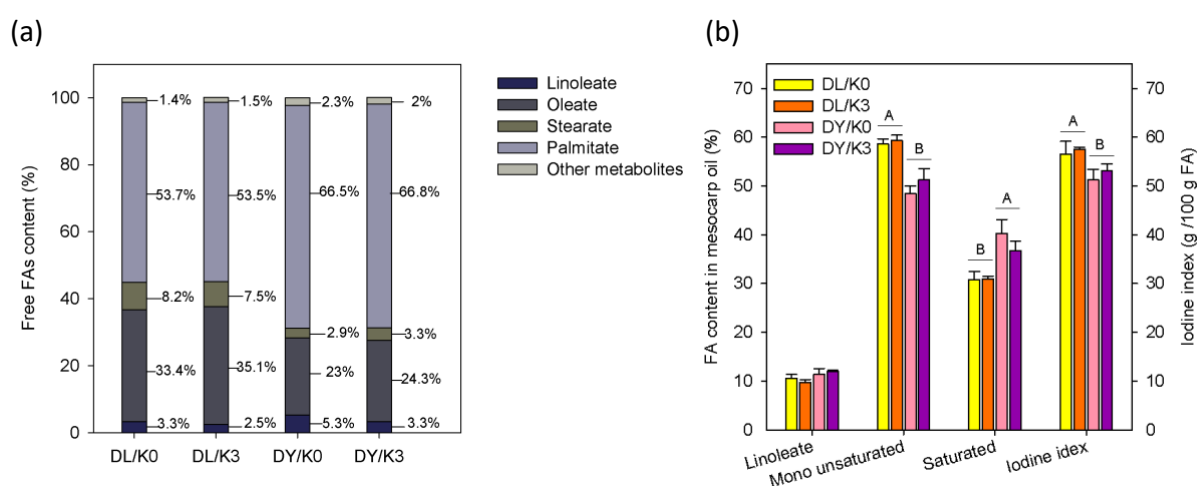 (a)
Free FAs content (%)
100
80
60
40
20
0
1.4%
53.7%
8.2%
33.4%
3.3%
1.5%
53.5%
7.5%
35.1%
2.5%
2.3%
66.5%
2.9%
23%
5.3%
2%
66.8%
3.3%
24.3%
3.3%
DL/K0
DL/K3
DY/K0
DY/K3
Linoleate
Oleate
Stearate
Palmitate
Other metabolites
(b)
FA content in mesocarp oil (%)
70
60
50
40
30
20
10
0
DL/K0
DL/K3
DY/K0
DY/K3
A
B
B
A
A
B
Linoleate
Mono unsaturated
Saturated
Iodine idex
70
60
50
40
30
20
10
0
Iodine index (g /100 g FA)